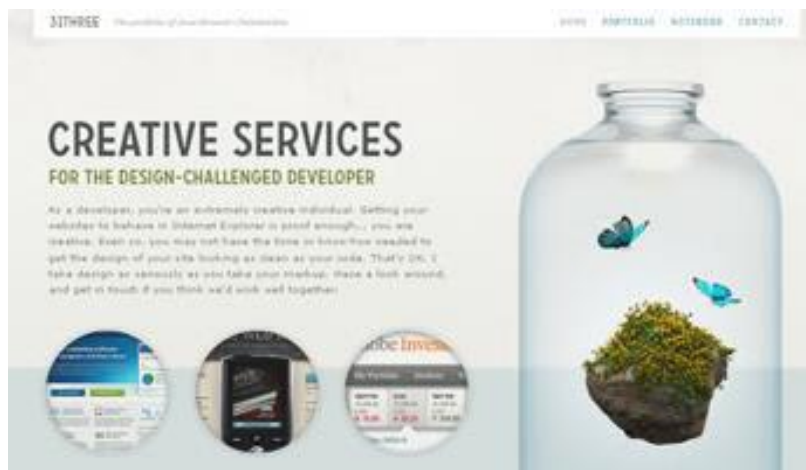 31THREE
HOME PORTFOLIO NOTEBOOK CONTACT
CREATIVE SERVICES
FOR THE DESIGN-CHALLENGED DEVELOPER
As a developer, you're an extremely creative individual. Getting your
websites to behave in Internet Explorer is proof enough... you are
creative. Even so, you may not have the time or know-how needed to
get the design of your site looking as clean as your code. That's OK, I
take design as seriously as you take your markup. Have a look around,
and get in touch if you think we'd work well together.
My Portfolio